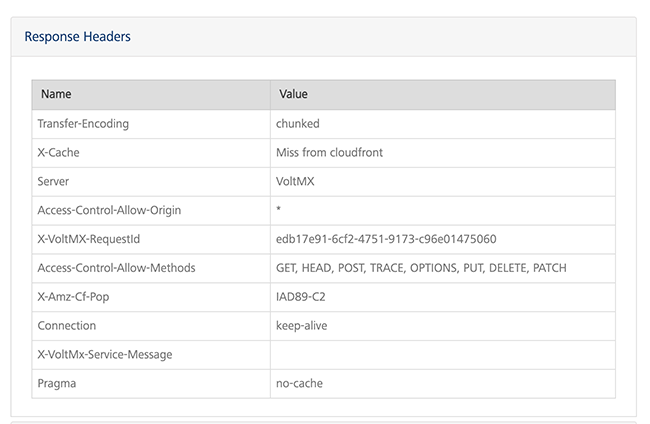 Response Headers
Name Value
Transfer-Encoding chunked
X-Cache Miss from cloudfront
Server VoltMX
Access-Control-Allow-Origin *
X-VoltMX-RequestId edb17e91-6cf2-4751-9173-c96e01475060
Access-Control-Allow-Methods GET, HEAD, POST, TRACE, OPTIONS, PUT, DELETE, PATCH
X-Amz-Cf-Pop IAD89-C2
Connection keep-alive
X-VoltMx-Service-Message
Pragma no-cache